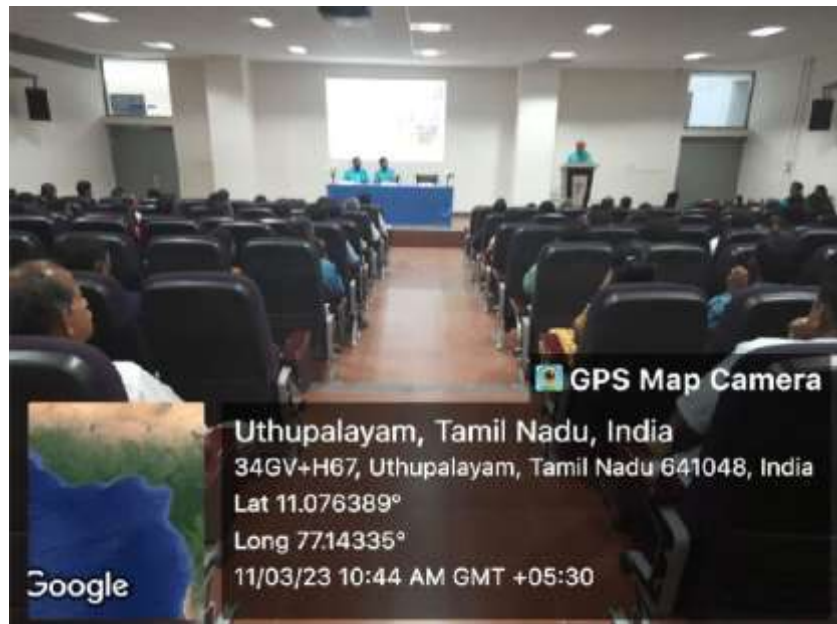 GPS Map Camera
Uthupalayam, Tamil Nadu, India
34GV+H67, Uthupalayam, Tamil Nadu 641048, India
Lat 11.076389°
Long 77.14335°
11/03/23 10:44 AM GMT +05:30
Google